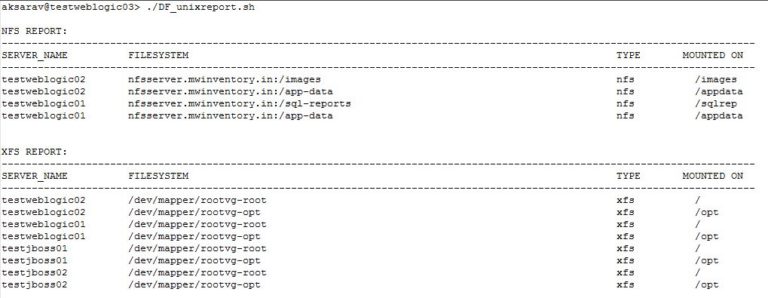 aksarav@testweblogic03> ./DF_unixreport.sh
NFS REPORT:
--------------------------------------------------------------------------------
SERVER_NAME FILESYSTEM TYPE MOUNTED ON
--------------------------------------------------------------------------------
testweblogic02 nfsserver.mwinventory.in:/images nfs /images
testweblogic02 nfsserver.mwinventory.in:/app-data nfs /appdata
testweblogic01 nfsserver.mwinventory.in:/sql-reports nfs /sqlrep
testweblogic01 nfsserver.mwinventory.in:/app-data nfs /appdata
XFS REPORT:
--------------------------------------------------------------------------------
SERVER_NAME FILESYSTEM TYPE MOUNTED ON
--------------------------------------------------------------------------------
testweblogic02 /dev/mapper/rootvg-root xfs /
testweblogic02 /dev/mapper/rootvg-opt xfs /opt
testweblogic01 /dev/mapper/rootvg-root xfs /
testweblogic01 /dev/mapper/rootvg-opt xfs /opt
testjboss01 /dev/mapper/rootvg-root xfs /
testjboss01 /dev/mapper/rootvg-opt xfs /opt
testjboss02 /dev/mapper/rootvg-root xfs /
testjboss02 /dev/mapper/rootvg-opt xfs /opt